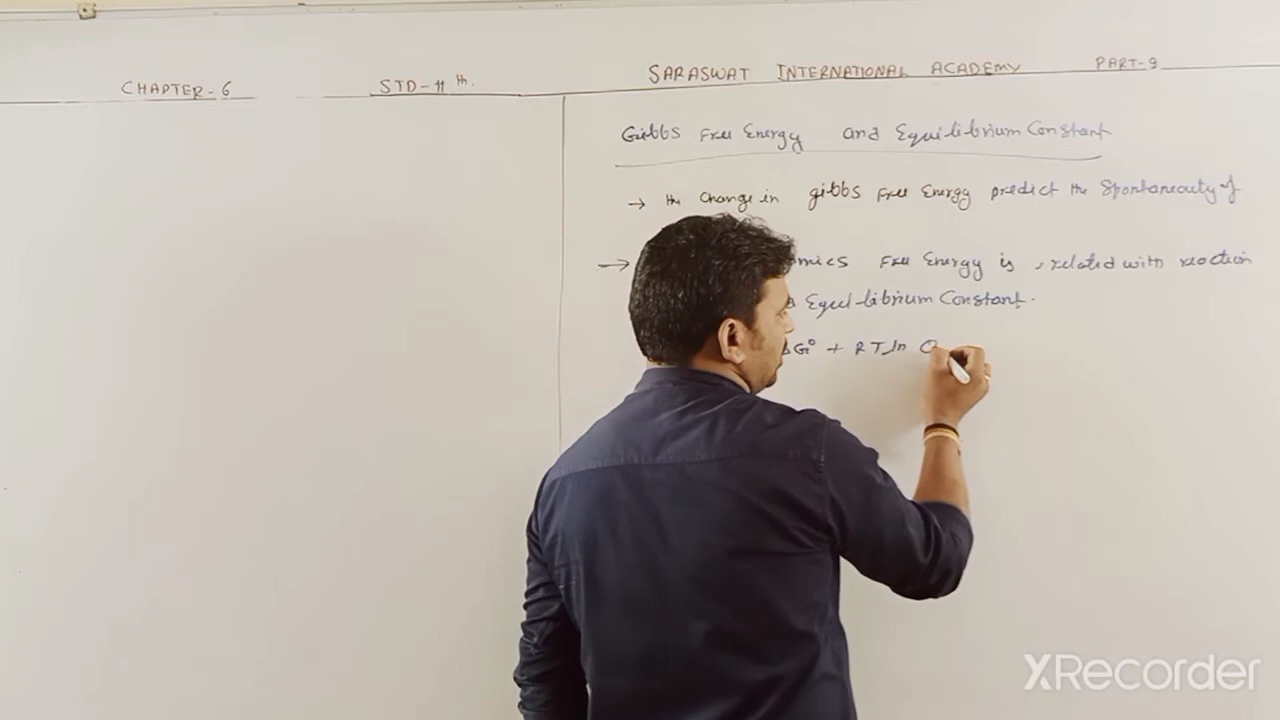 CHAPTER-6 STD-11th. SARASWAT INTERNATIONAL ACADEMY PART-9
Gibbs Free Energy and Equilibrium Constant
→ the Change in gibbs Free Energy predict the Spontaneouty of
→ mics Free Energy is related with reaction
Equilibrium Constant.
ΔG° + RT ln
XRecorder